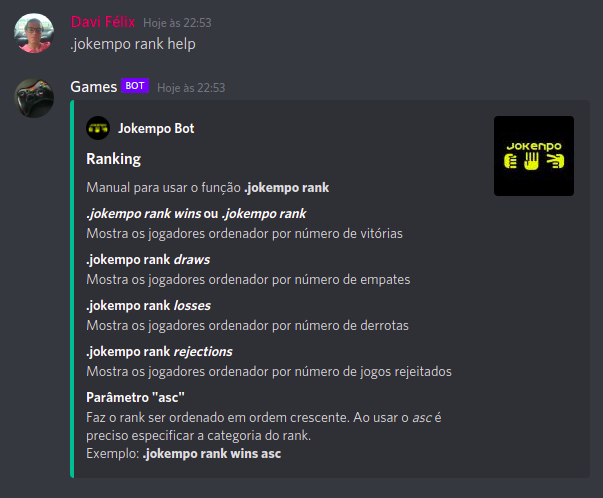 Davi Félix Hoje às 22:53
.jokempo rank help
Games BOT Hoje às 22:53
Jokempo Bot
JOKENPO
Ranking
Manual para usar o função .jokempo rank
.jokempo rank wins ou .jokempo rank
Mostra os jogadores ordenador por número de vitórias
.jokempo rank draws
Mostra os jogadores ordenador por número de empates
.jokempo rank losses
Mostra os jogadores ordenador por número de derrotas
.jokempo rank rejections
Mostra os jogadores ordenador por número de jogos rejeitados
Parâmetro "asc"
Faz o rank ser ordenado em ordem crescente. Ao usar o asc é
preciso especificar a categoria do rank.
Exemplo: .jokempo rank wins asc